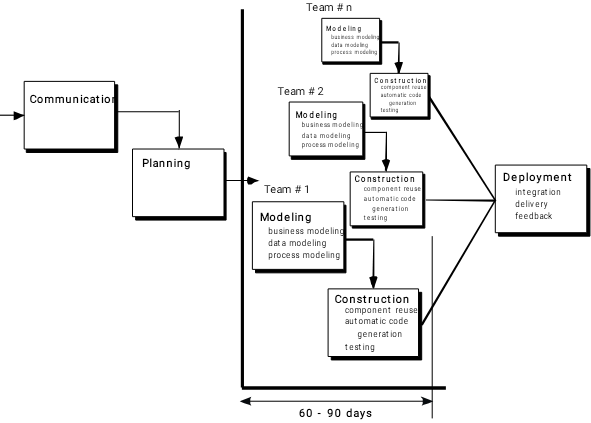 Team # n
Modeling
business modeling
data modeling
process modeling
Construction
component reuse
automatic code
generation
testing
Team # 2
Modeling
business modeling
data modeling
process modeling
Construction
component reuse
automatic code
generation
testing
Communication
Planning
Team # 1
Modeling
business modeling
data modeling
process modeling
Construction
component reuse
automatic code
generation
testing
Deployment
integration
delivery
feedback
60 - 90 days